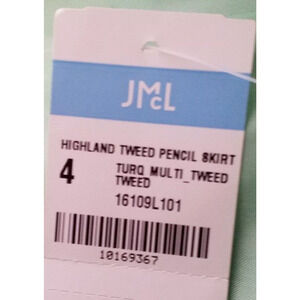 JMcL
HIGHLAND TWEED PENCIL SKIRT
4 TURQ MULTI_TWEED
TWEED
16109L101
10169367